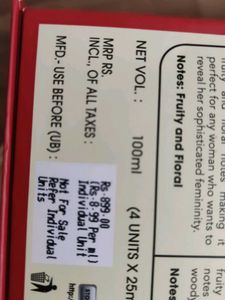 fruity and floral notes making it
perfect for any woman who wants to
reveal her sophisticated femininity.
Notes: Fruity and Floral
NET VOL. :
100ml
(4 UNITS X 25m
MRP RS.
INCL., OF ALL TAXES :
Rs.899.00
(Rs.8.99 Per ml)
Individual Unit
MFD.- USE BEFORE (UB) :
Not For Sale
Refer Individual
Units
fruity
notes
woody
Notes:
http: